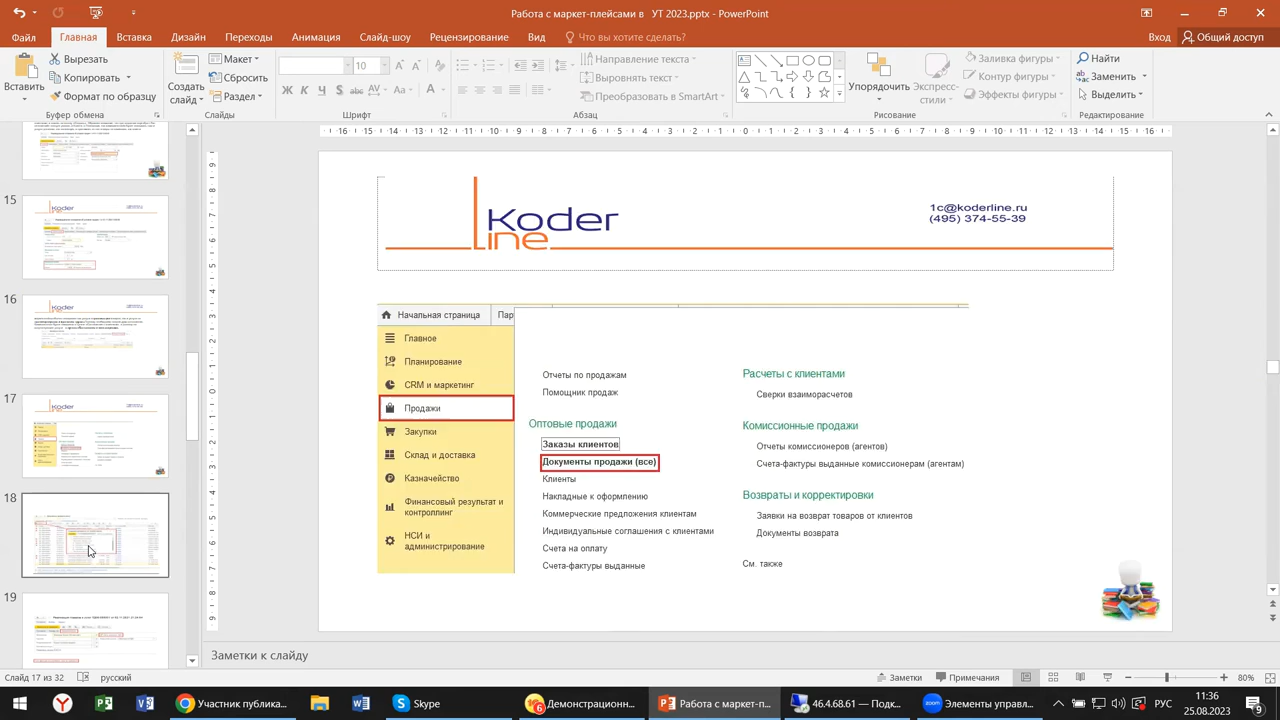 Работа с маркет-п... УТ 2023.pptx - PowerPoint
Файл Главная Вставка Дизайн Переходы Анимация Слайд-шоу Рецензирование Вид Что вы хотите сделать? Вход Общий доступ
Вставить
Вырезать
Копировать
Формат по образцу
Буфер обмена
Создать слайд
Макет
Сбросить
Раздел
Слайды
10
Ж К Ч S abc AV Aa А
Шриф
Направление текста
Выровнять текст
Преобразовать в SmartArt
Абзац
Упорядочить
Экспресс-стили
Заливка фигуры
Контур фигуры
Эффекты фигуры
Рисование
Найти
Заменить
Выделить
Редактирование
15
16
17
18
19
Koder
line
@koderline.ru
374-55-39
Начальная страница
Главное
Планирование
CRM и маркетинг
Продажи
Закупки
Склад и доставка
Казначейство
Финансовый результат и
контроллинг
НСИ и
администрирование
Отчеты по продажам
Помощник продаж
Оптовые продажи
Заказы клиентов
Документы продажи (все)
Клиенты
Накладные к оформлению
Коммерческие предложения клиентам
Индивидуальные соглашения с клиентами
Счета на оплату
Счета-фактуры выданные
Расчеты с клиентами
Сверки взаиморасчетов
Комиссионные продажи
Отчеты комиссионеров (агентов)
Счета-фактуры выданные комиссионерам (агентам)
Возвраты и корректировки
Заявки на возврат товаров от клиентов
Документы возврата
См. также
Заметки к слайду
Слайд 17 из 32 русский Заметки Примечания 80%
Участник публика... Skype Демонстрационн... Работа с маркет-п... 46.4.68.61 — Подк... Элементы управ... РУС
11:36
25.08.2023